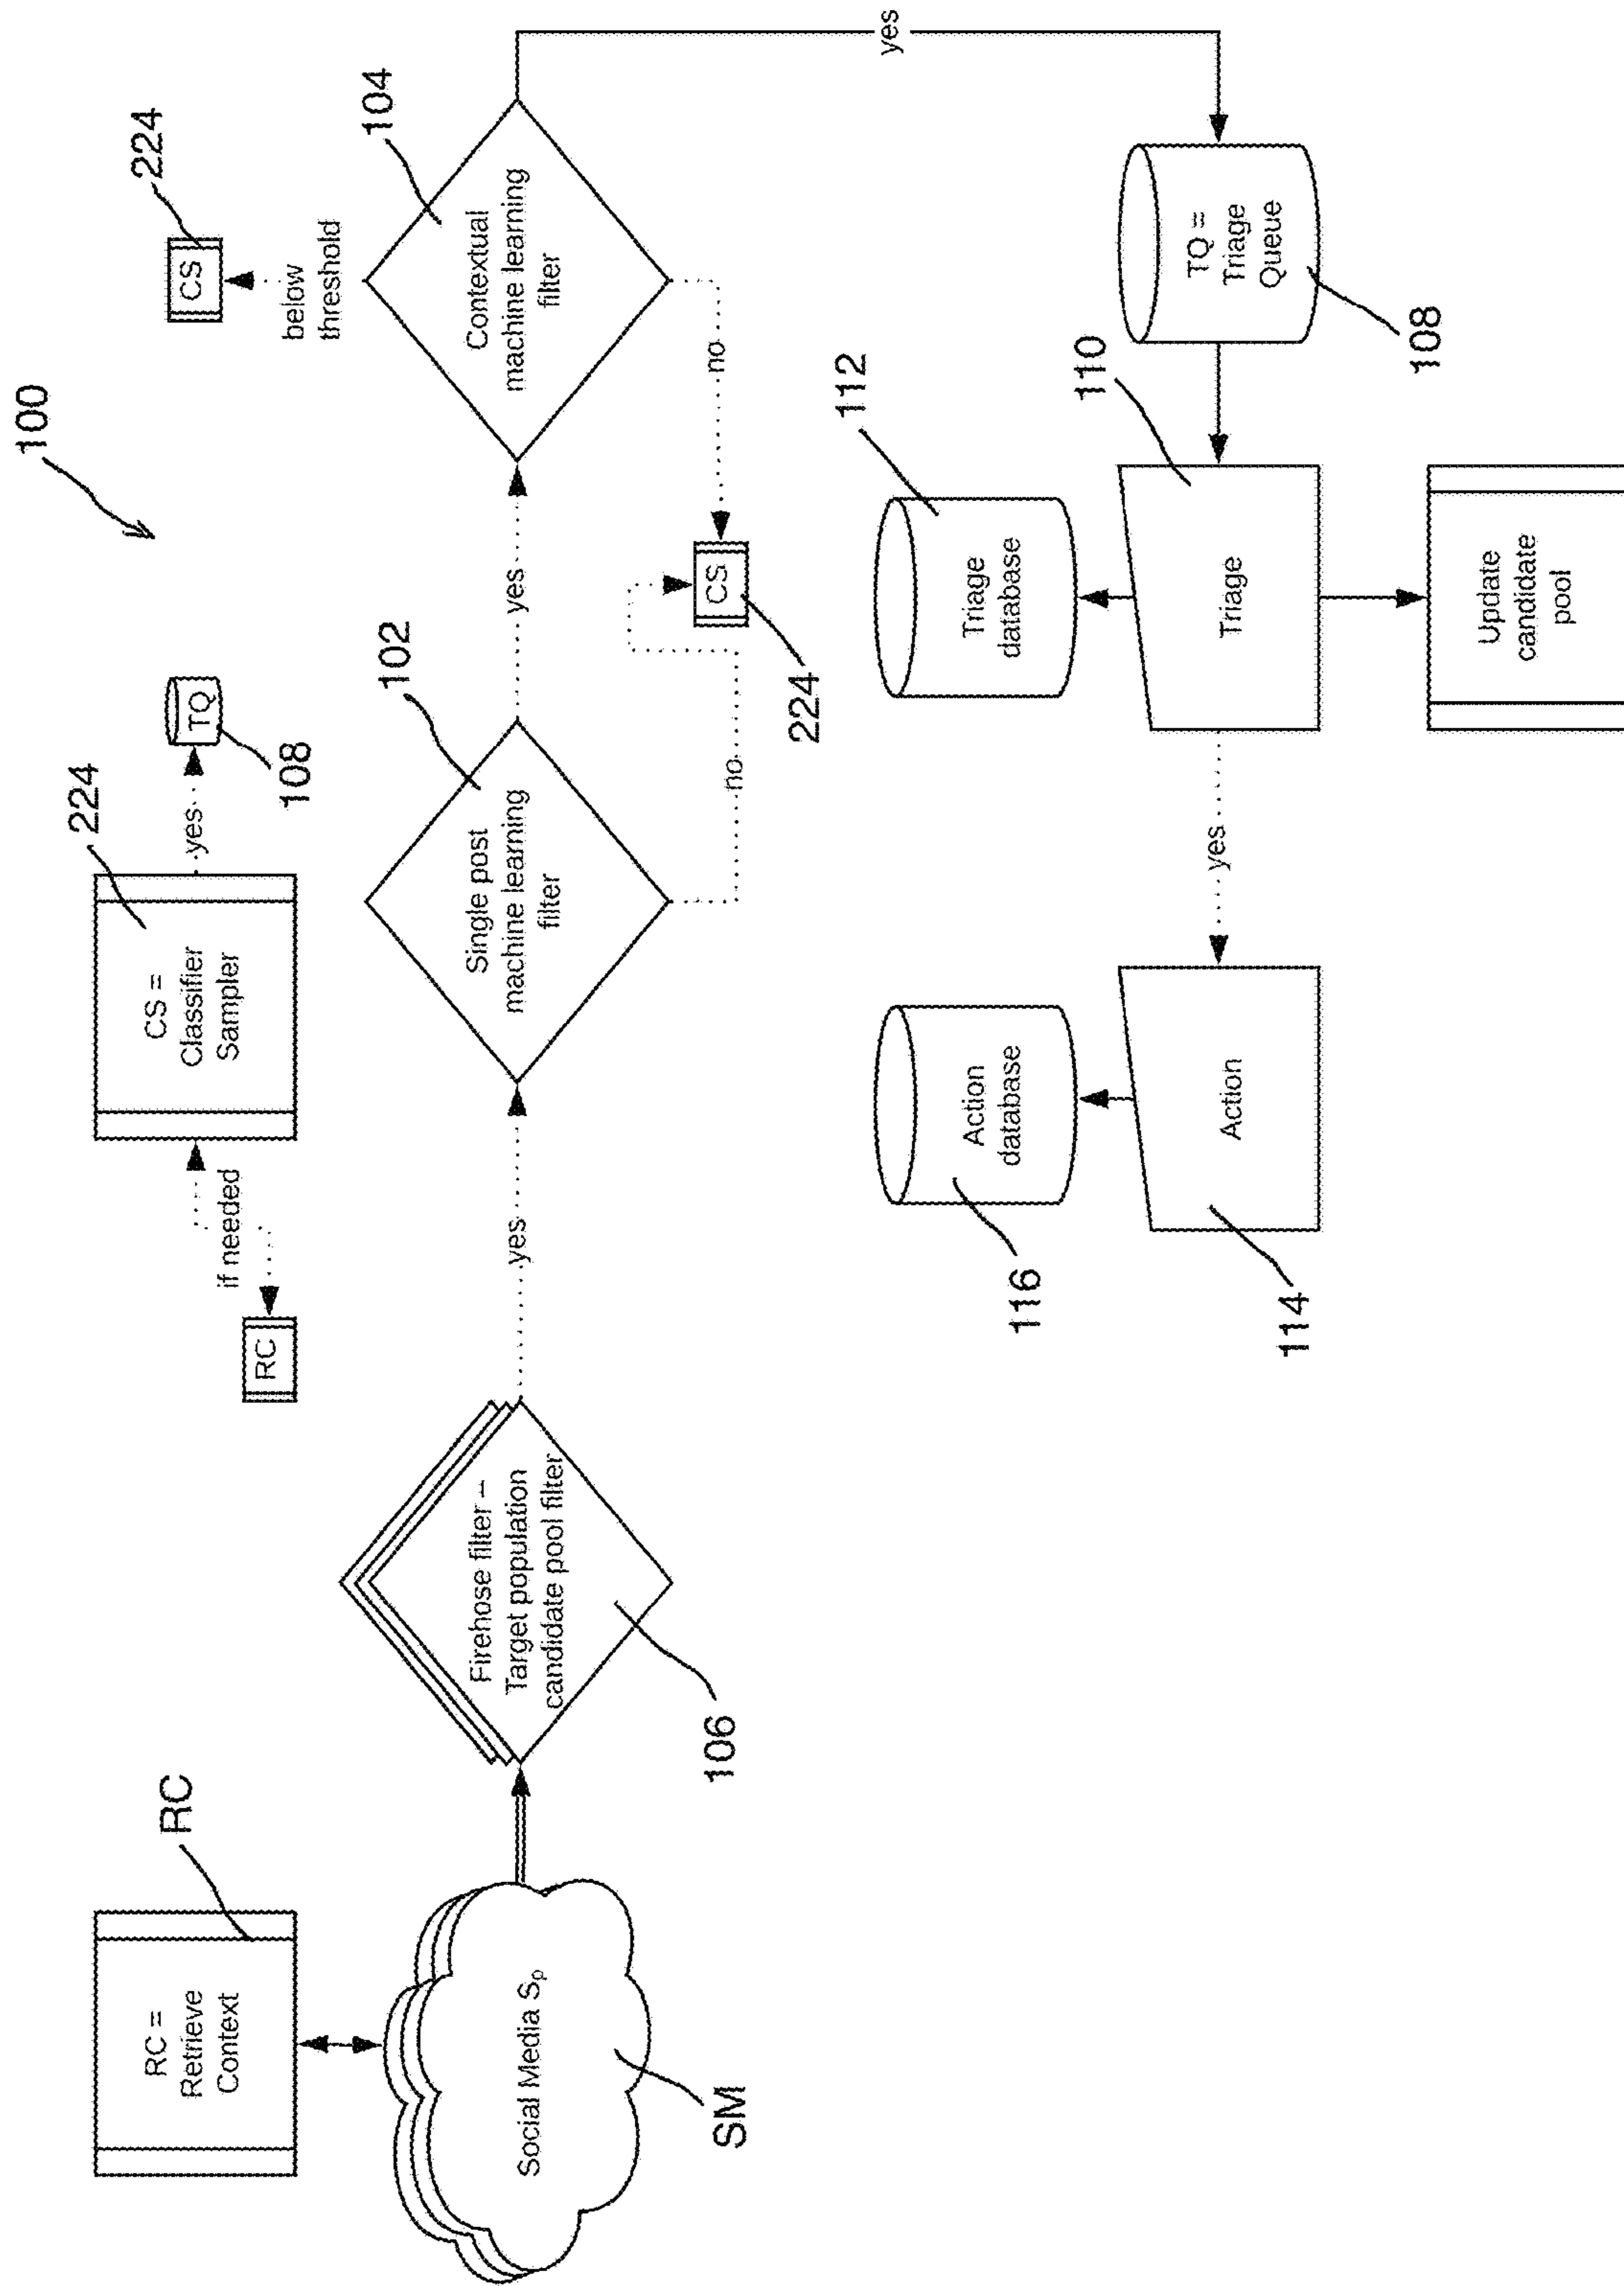 100
RC =
Retrieve
Context
RC
RC
if needed
CS =
Classifier
Sampler
224
yes
TQ
108
CS
224
below
threshold
Social Media Sp
SM
Firehose filter –
Target population
candidate pool filter
106
yes
Single post
machine learning
filter
102
yes
no
Contextual
machine learning
filter
104
no
CS
224
yes
Action
database
116
Action
114
yes
Triage
database
112
Triage
110
TQ =
Triage
Queue
108
Update
candidate
pool